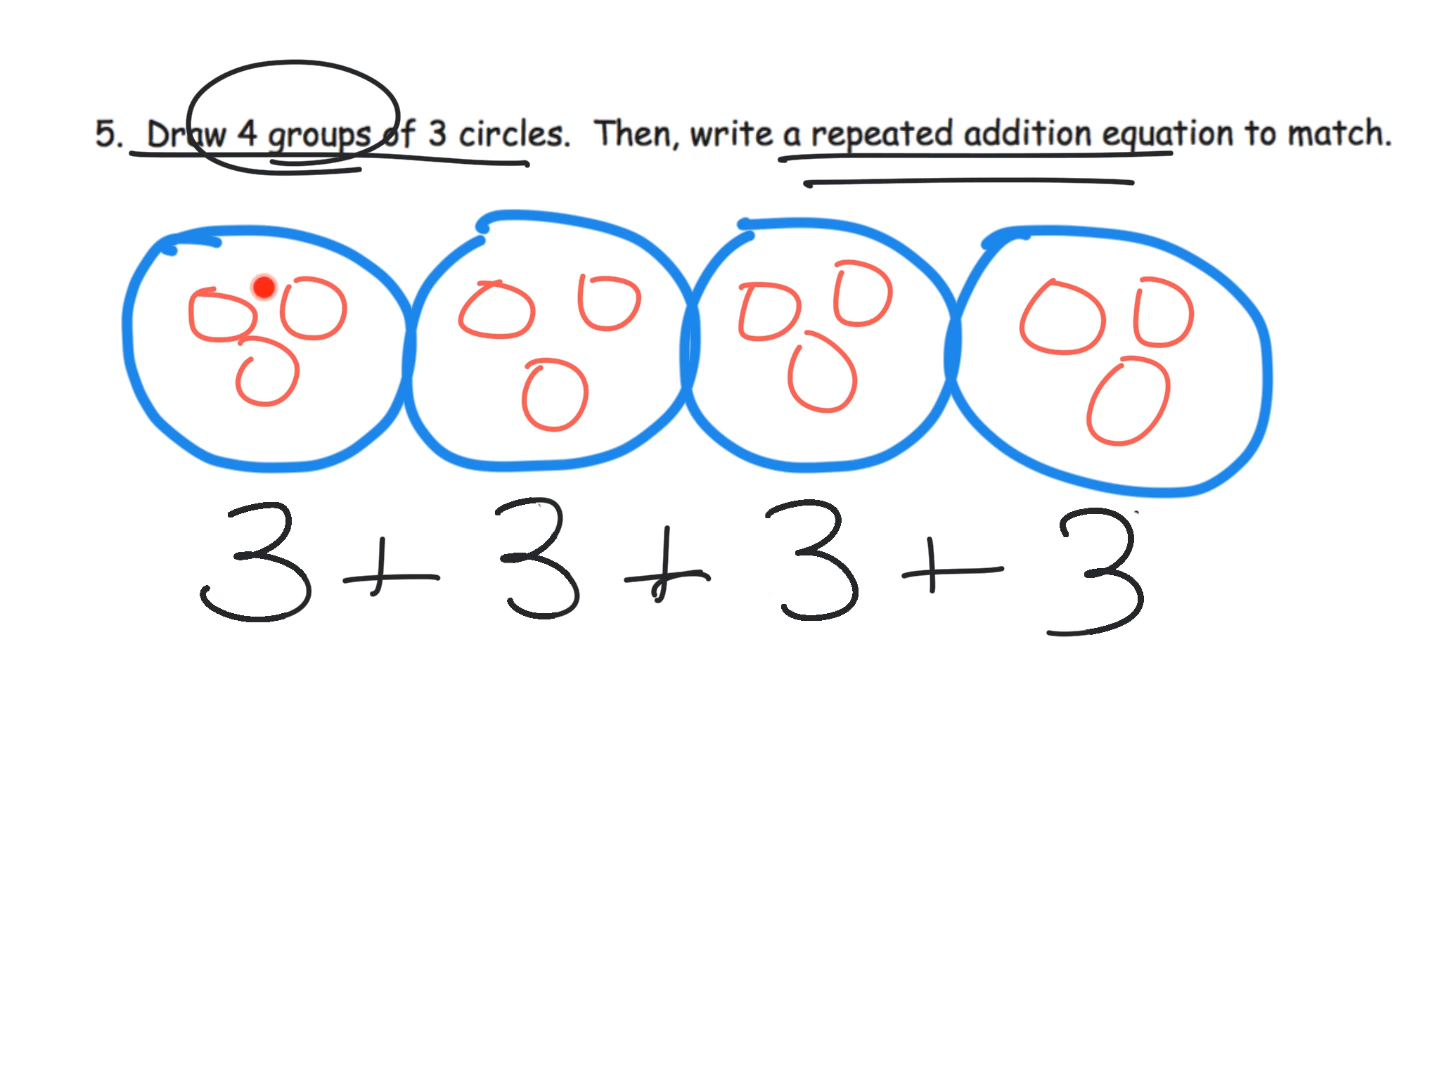 5. Draw 4 groups of 3 circles. Then, write a repeated addition equation to match.
3 + 3 + 3 + 3